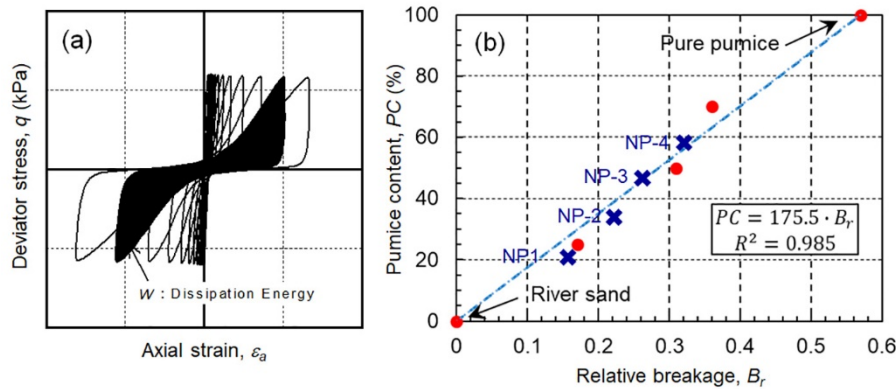 (a)
Deviator stress, q (kPa)
W : Dissipation Energy
Axial strain, εa
(b)
Pumice content, PC (%)
100
80
60
40
20
0
Pure pumice
NP-4
NP-3
NP-2
NP1
River sand
PC = 175.5 · Br
R² = 0.985
0 0.1 0.2 0.3 0.4 0.5 0.6
Relative breakage, Br